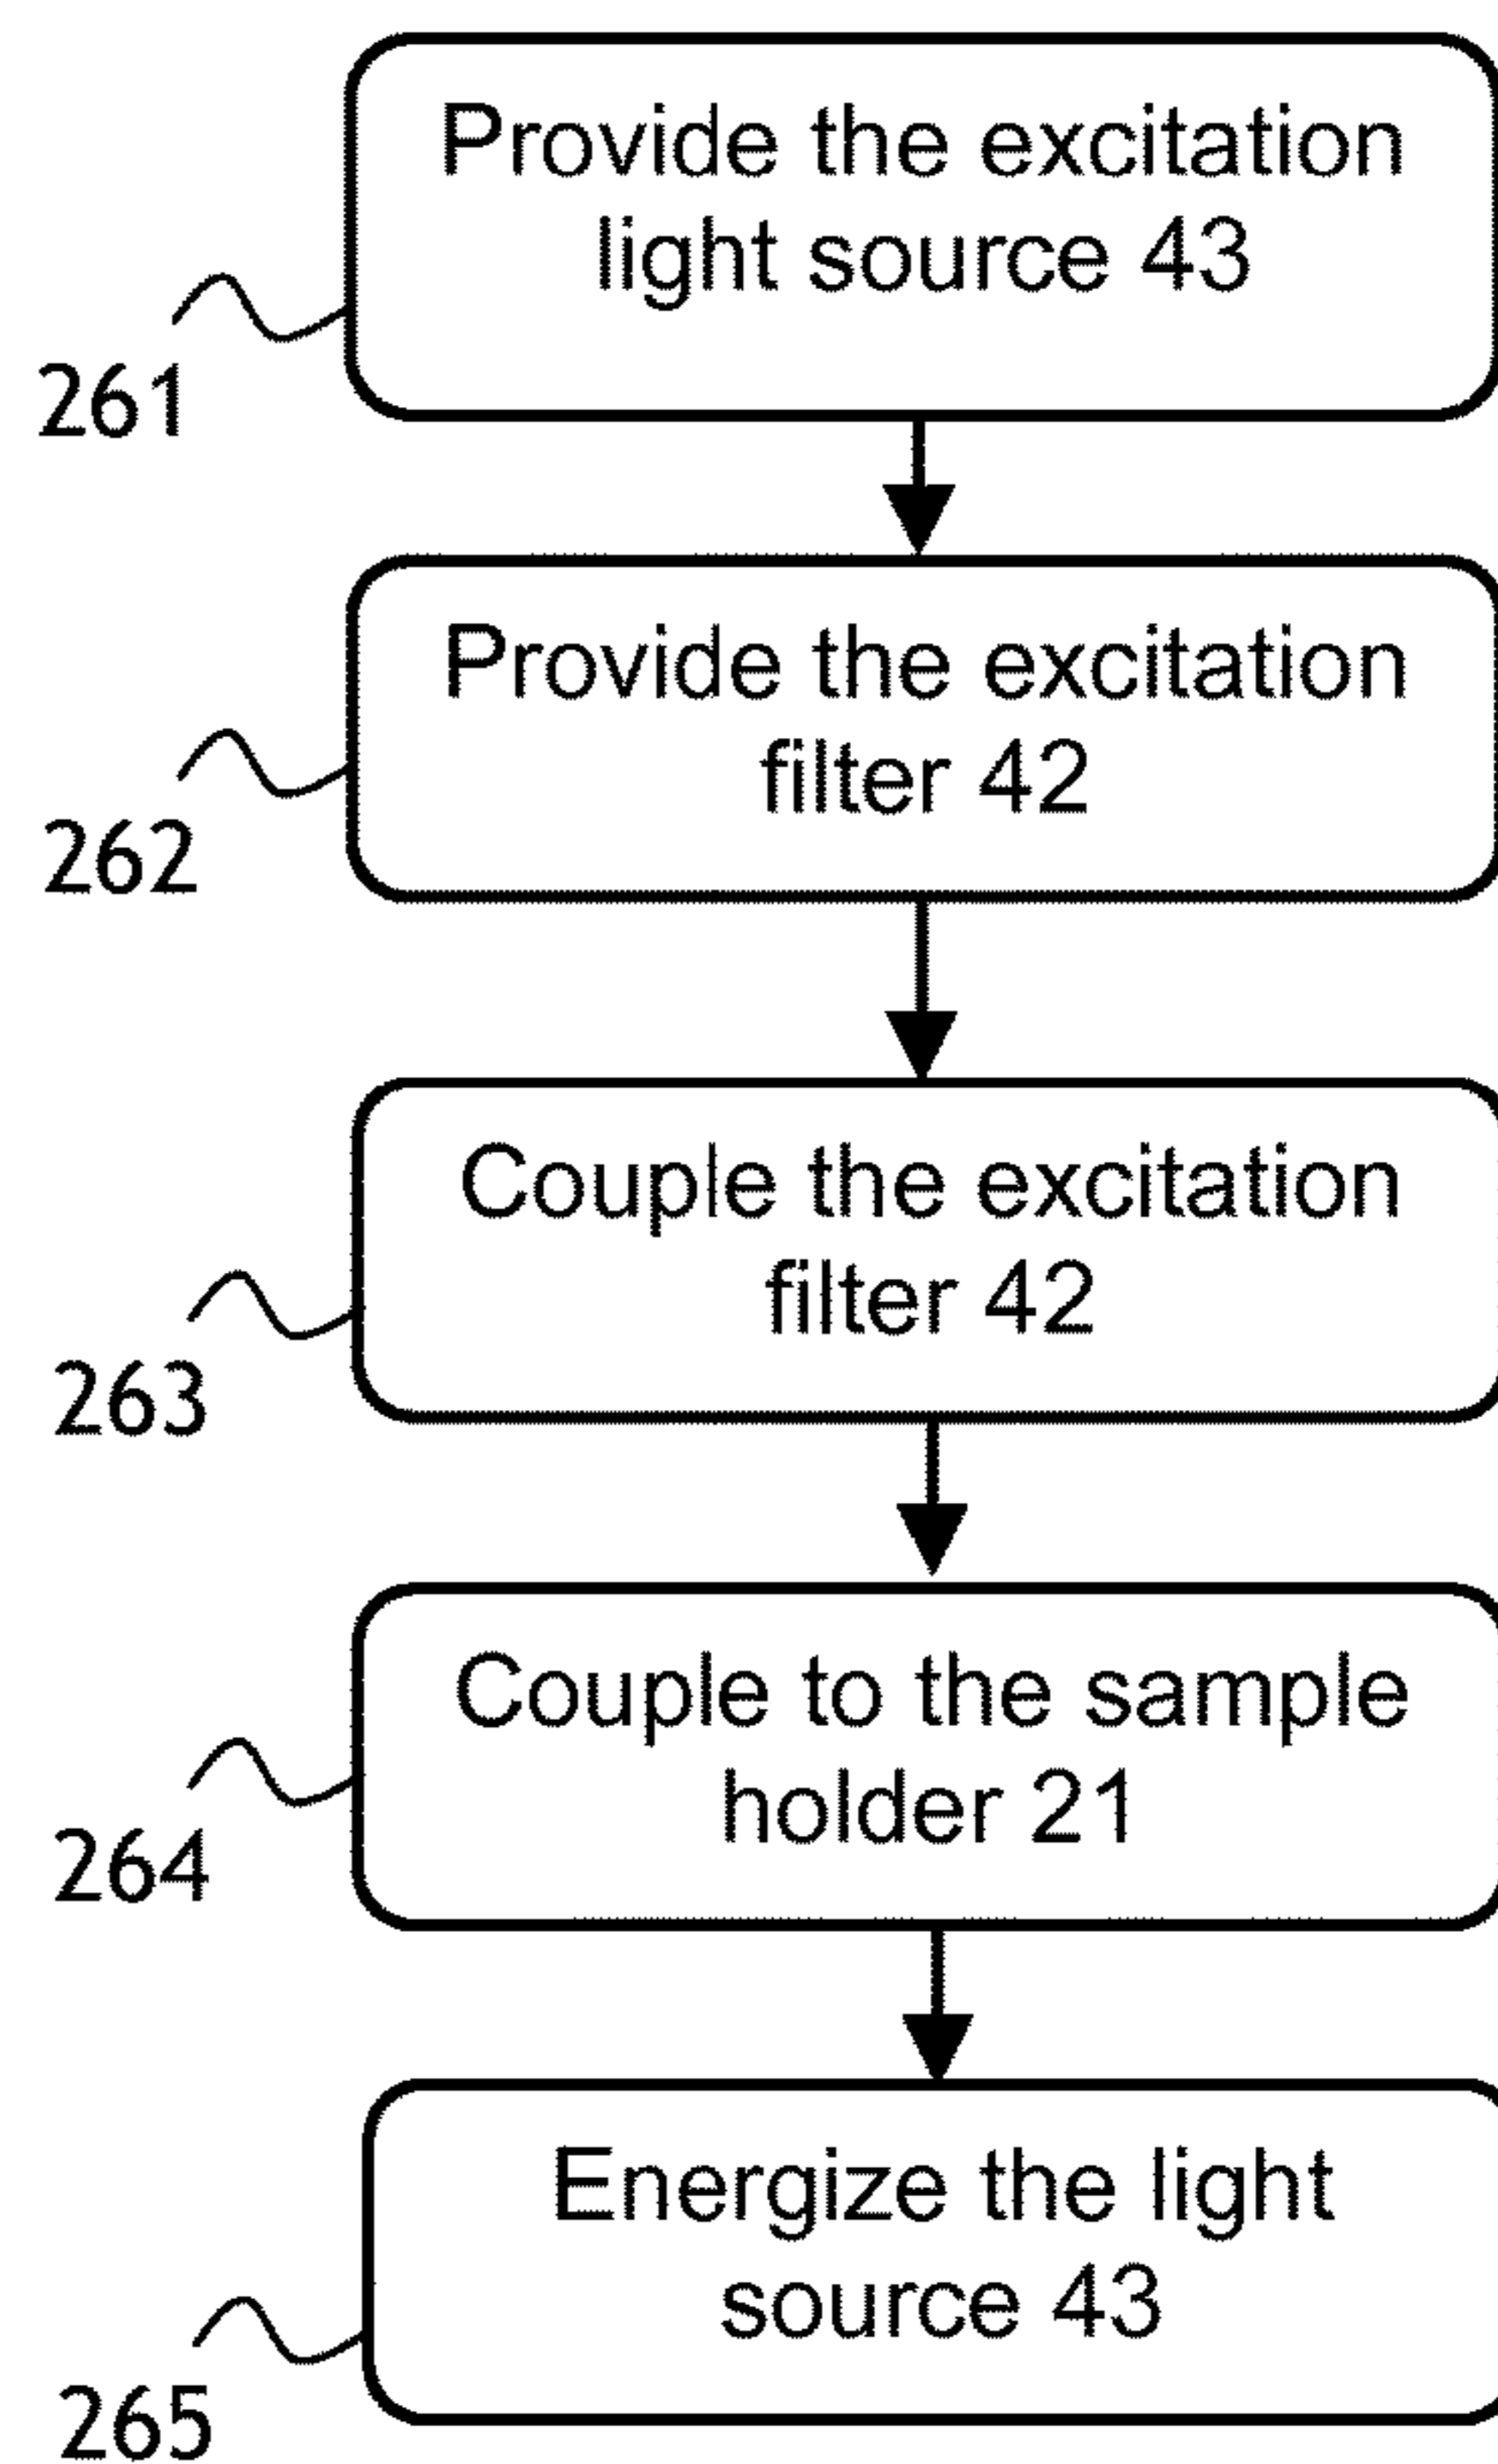 Provide the excitation
light source 43
261
Provide the excitation
filter 42
262
Couple the excitation
filter 42
263
Couple to the sample
holder 21
264
Energize the light
source 43
265